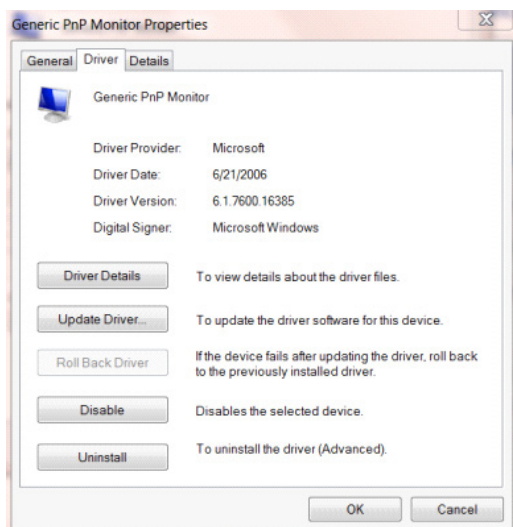 Generic PnP Monitor Properties
General Driver Details
Generic PnP Monitor
Driver Provider: Microsoft
Driver Date: 6/21/2006
Driver Version: 6.1.7600.16385
Digital Signer: Microsoft Windows
Driver Details To view details about the driver files.
Update Driver... To update the driver software for this device.
Roll Back Driver If the device fails after updating the driver, roll back
to the previously installed driver.
Disable Disables the selected device.
Uninstall To uninstall the driver (Advanced).
OK Cancel